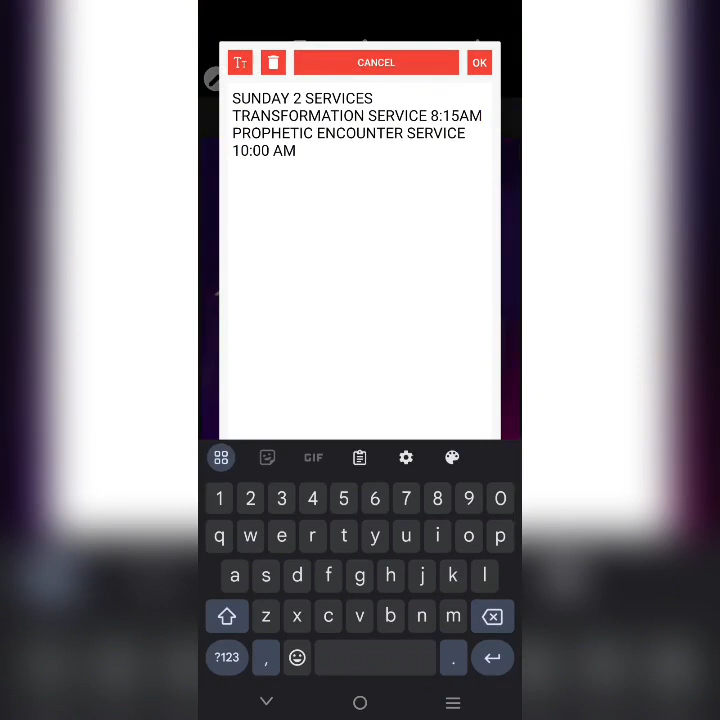 Tт CANCEL OK
SUNDAY 2 SERVICES
TRANSFORMATION SERVICE 8:15AM
PROPHETIC ENCOUNTER SERVICE
10:00 AM
GIF
1 2 3 4 5 6 7 8 9 0
q w e r t y u i o p
a s d f g h j k l
z x c v b n m
?123 , .